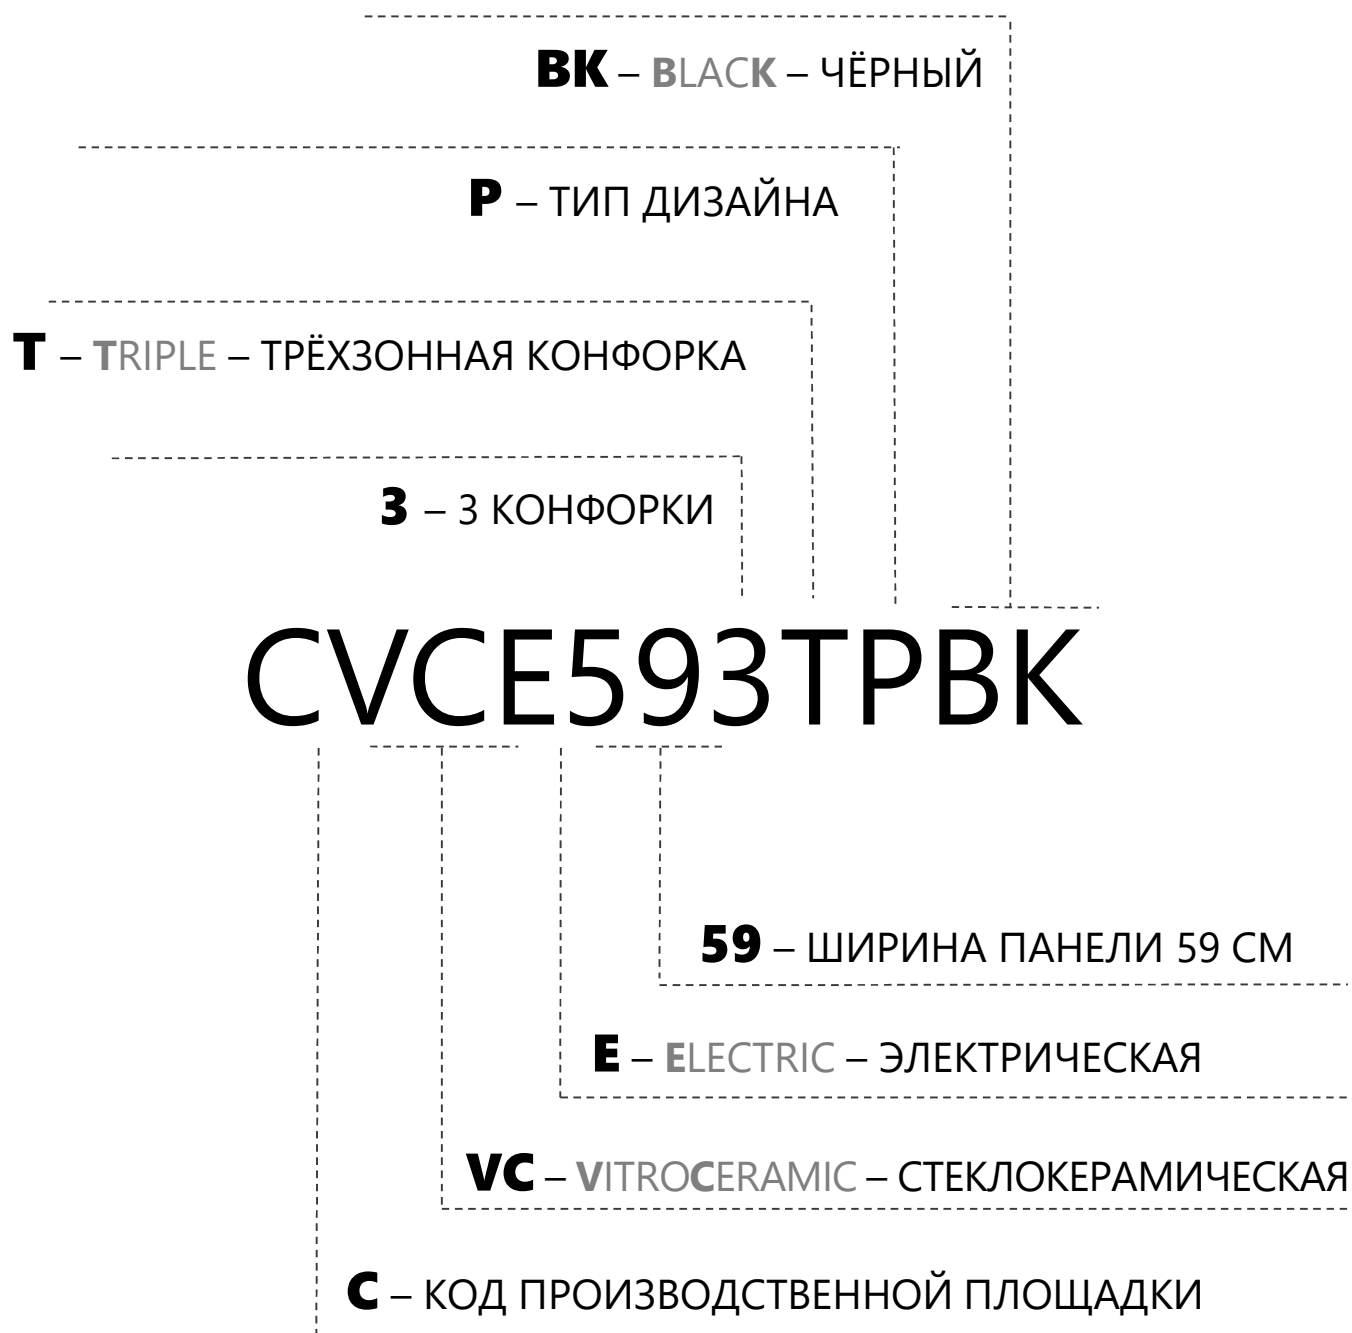 BK – BLACK – ЧЁРНЫЙ
P – ТИП ДИЗАЙНА
T – TRIPLE – ТРЁХЗОННАЯ КОНФОРКА
3 – 3 КОНФОРКИ
CVCE593TPBK
59 – ШИРИНА ПАНЕЛИ 59 СМ
E – ELECTRIC – ЭЛЕКТРИЧЕСКАЯ
VC – VITROCERAMIC – СТЕКЛОКЕРАМИЧЕСКАЯ
C – КОД ПРОИЗВОДСТВЕННОЙ ПЛОЩАДКИ